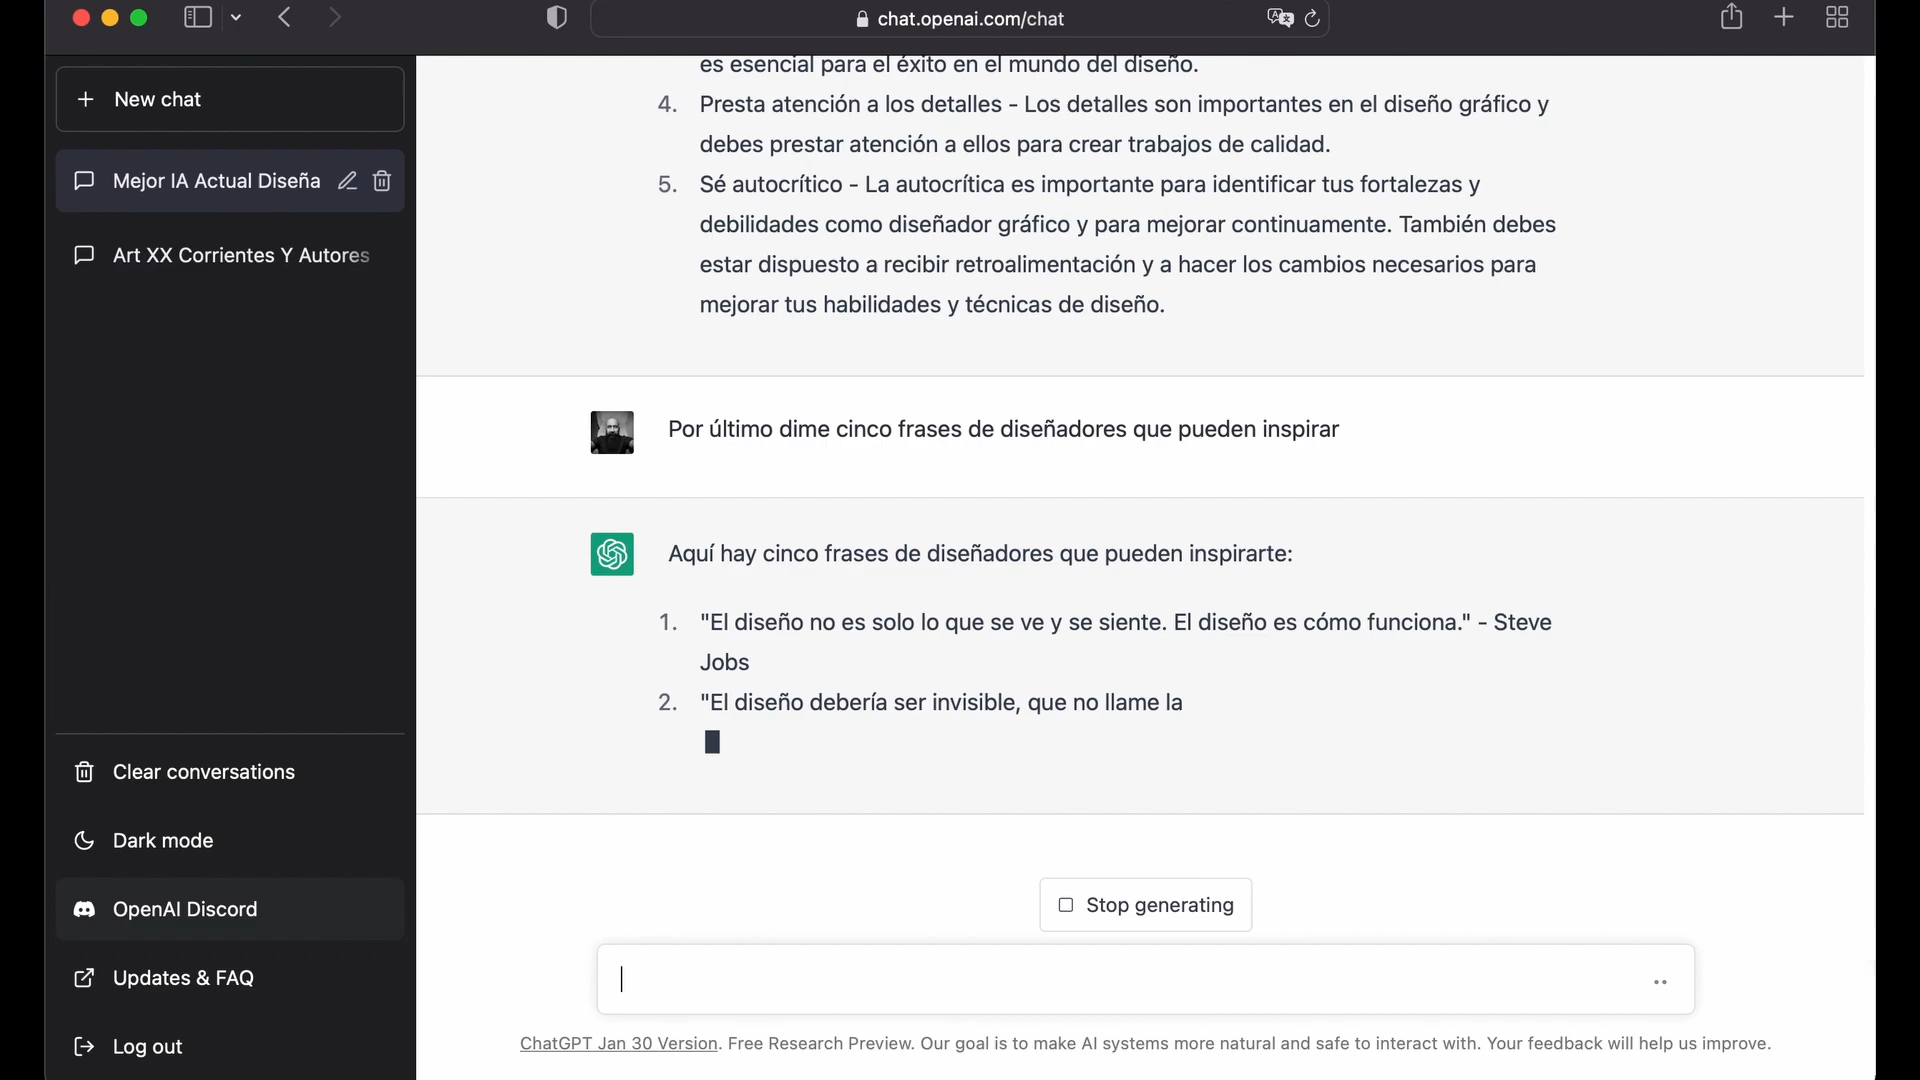 chat.openai.com/chat
New chat
Mejor IA Actual Diseña
Art XX Corrientes Y Autores
Clear conversations
Dark mode
OpenAI Discord
Updates & FAQ
Log out
es esencial para el éxito en el mundo del diseño.
4. Presta atención a los detalles - Los detalles son importantes en el diseño gráfico y
debes prestar atención a ellos para crear trabajos de calidad.
5. Sé autocrítico - La autocrítica es importante para identificar tus fortalezas y
debilidades como diseñador gráfico y para mejorar continuamente. También debes
estar dispuesto a recibir retroalimentación y a hacer los cambios necesarios para
mejorar tus habilidades y técnicas de diseño.
Por último dime cinco frases de diseñadores que pueden inspirar
Aquí hay cinco frases de diseñadores que pueden inspirarte:
1. "El diseño no es solo lo que se ve y se siente. El diseño es cómo funciona." - Steve
Jobs
2. "El diseño debería ser invisible, que no llame la
Stop generating
ChatGPT Jan 30 Version. Free Research Preview. Our goal is to make AI systems more natural and safe to interact with. Your feedback will help us improve.